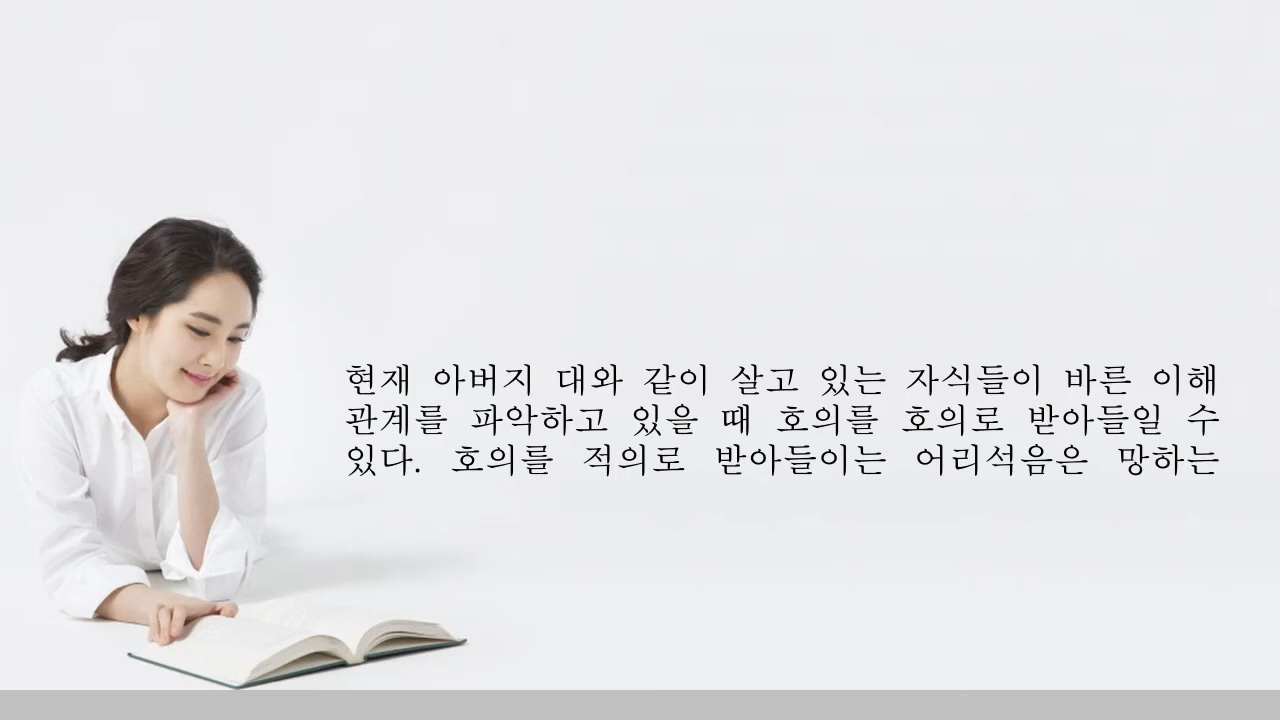 현재 아버지 대와 같이 살고 있는 자식들이 바른 이해
관계를 파악하고 있을 때 호의를 호의로 받아들일 수
있다. 호의를 적의로 받아들이는 어리석음은 망하는